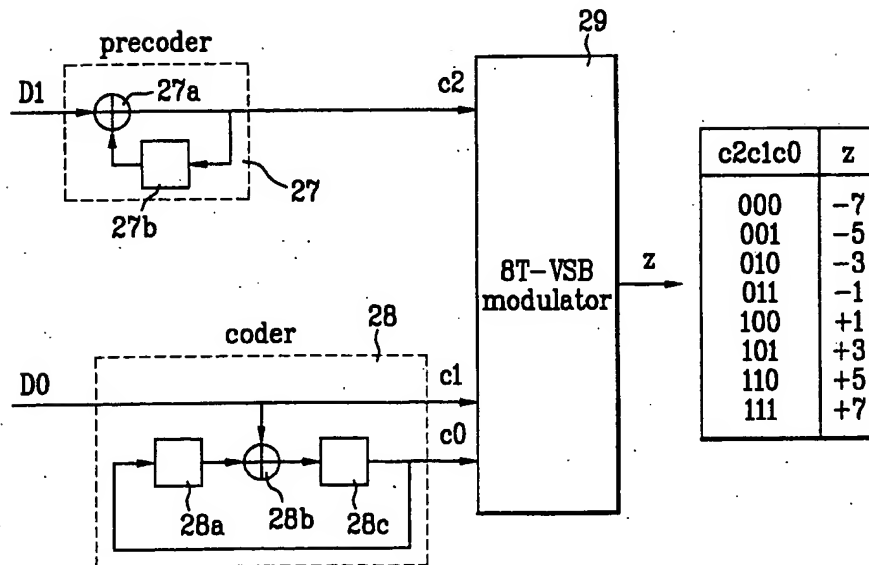 precoder
D1
27a
c2
27
27b
29
8T-VSB
modulator
z
coder
28
D0
c1
c0
28a
28b
28c
c2c1c0 z
000 -7
001 -5
010 -3
011 -1
100 +1
101 +3
110 +5
111 +7